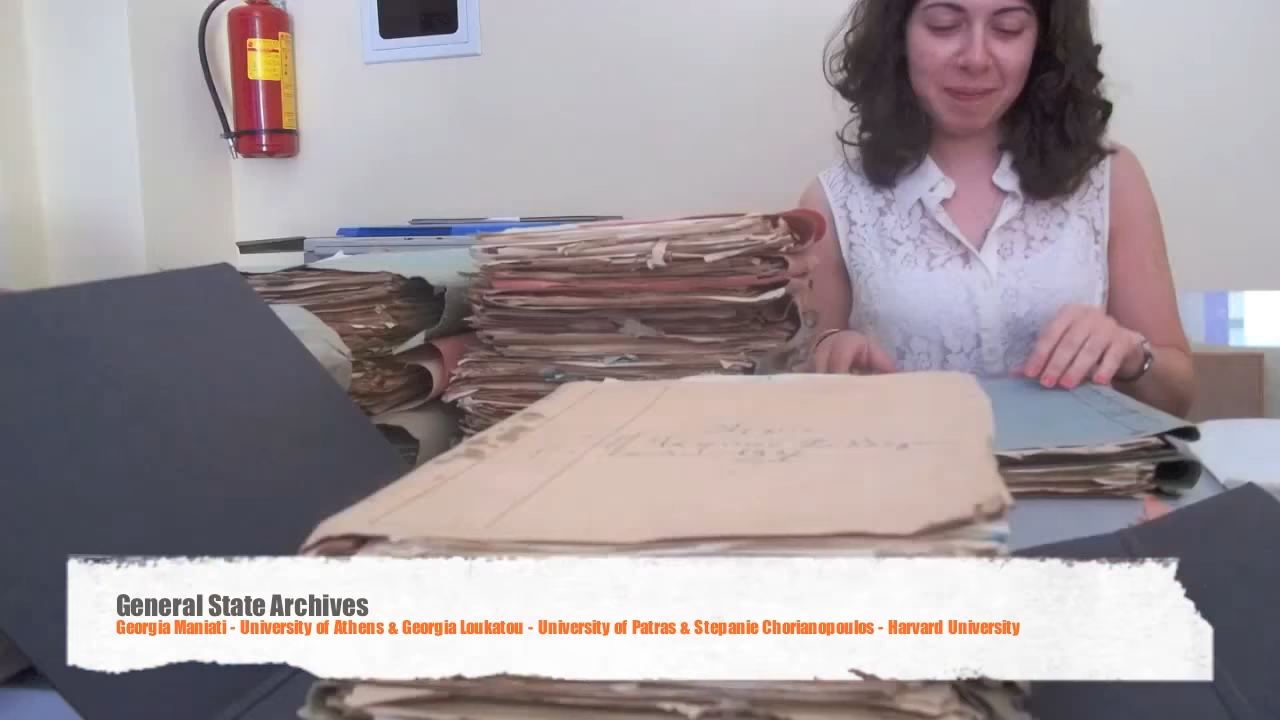 General State Archives
Georgia Maniati - University of Athens & Georgia Loukatou - University of Patras & Stepanie Chorianopoulos - Harvard University